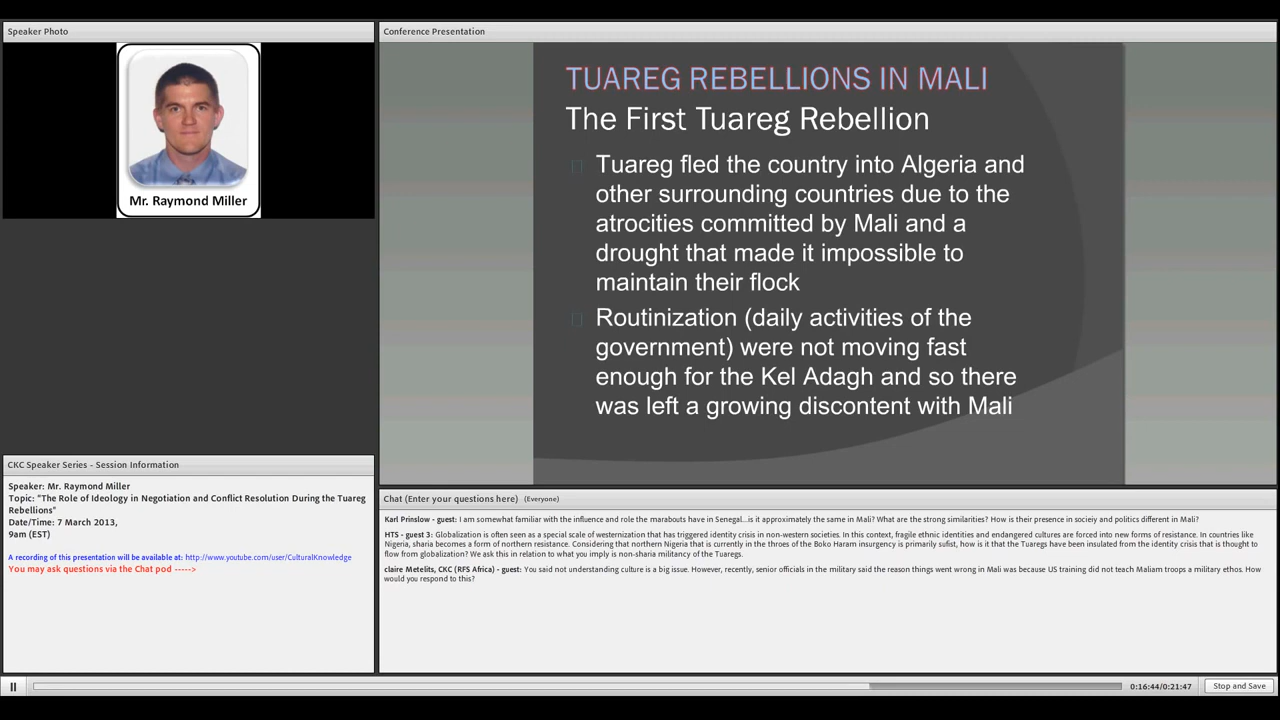 Speaker Photo
Mr. Raymond Miller
Conference Presentation
TUAREG REBELLIONS IN MALI
The First Tuareg Rebellion
Tuareg fled the country into Algeria and
other surrounding countries due to the
atrocities committed by Mali and a
drought that made it impossible to
maintain their flock
Routinization (daily activities of the
government) were not moving fast
enough for the Kel Adagh and so there
was left a growing discontent with Mali
CKC Speaker Series - Session Information
Speaker: Mr. Raymond Miller
Topic: "The Role of Ideology in Negotiation and Conflict Resolution During the Tuareg
Rebellions"
Date/Time: 7 March 2013,
9am (EST)
A recording of this presentation will be available at: http://www.youtube.com/user/CulturalKnowledge
You may ask questions via the Chat pod ----->
Chat (Enter your questions here) (Everyone)
Karl Prinslow - guest: I am somewhat familiar with the influence and role the marabouts have in Senegal...is it approximately the same in Mali? What are the strong similarities? How is their presence in socieiy and politics different in Mali?
HTS - guest 3: Globalization is often seen as a special scale of westernization that has triggered identity crisis in non-western societies. In this context, fragile ethnic identities and endangered cultures are forced into new forms of resistance. In countries like
Nigeria, sharia becomes a form of northern resistance. Considering that northern Nigeria that is currently in the throes of the Boko Haram insurgency is primarily sufist, how is it that the Tuaregs have been insulated from the identity crisis that is thought to
flow from globalization? We ask this in relation to what you imply is non-sharia militancy of the Tuaregs.
claire Metelits, CKC (RFS Africa) - guest: You said not understanding culture is a big issue. However, recently, senior officials in the military said the reason things went wrong in Mali was because US training did not teach Maliam troops a military ethos. How
would you respond to this?
0:16:44/0:21:47
Stop and Save